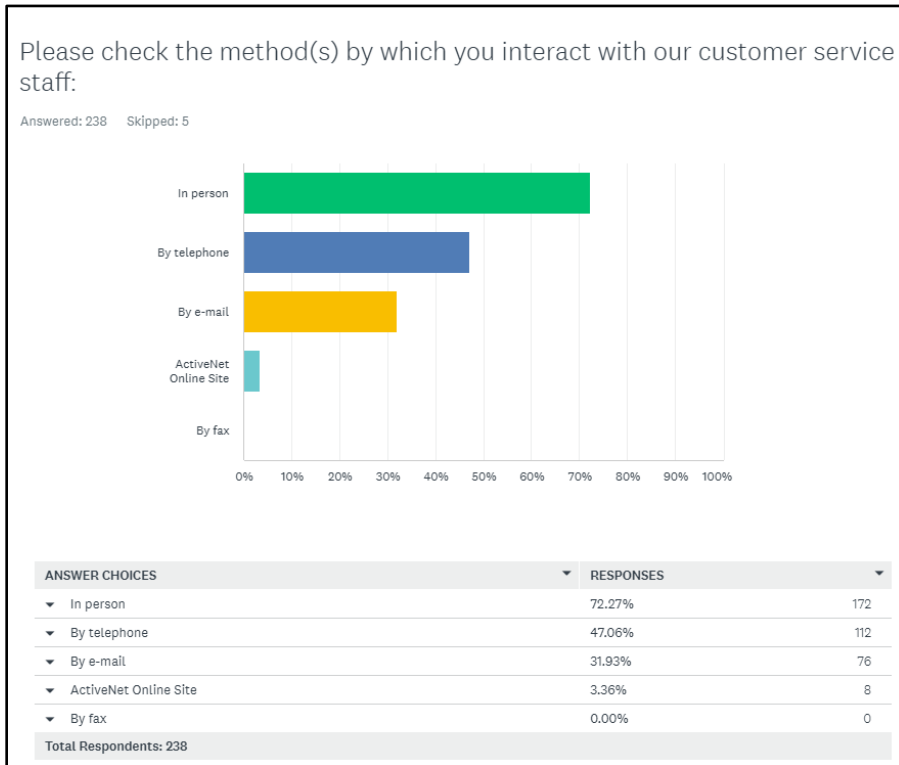 Please check the method(s) by which you interact with our customer service
staff:
Answered: 238 Skipped: 5
In person
By telephone
By e-mail
ActiveNet
Online Site
By fax
0% 10% 20% 30% 40% 50% 60% 70% 80% 90% 100%
ANSWER CHOICES RESPONSES
In person 72.27% 172
By telephone 47.06% 112
By e-mail 31.93% 76
ActiveNet Online Site 3.36% 8
By fax 0.00% 0
Total Respondents: 238